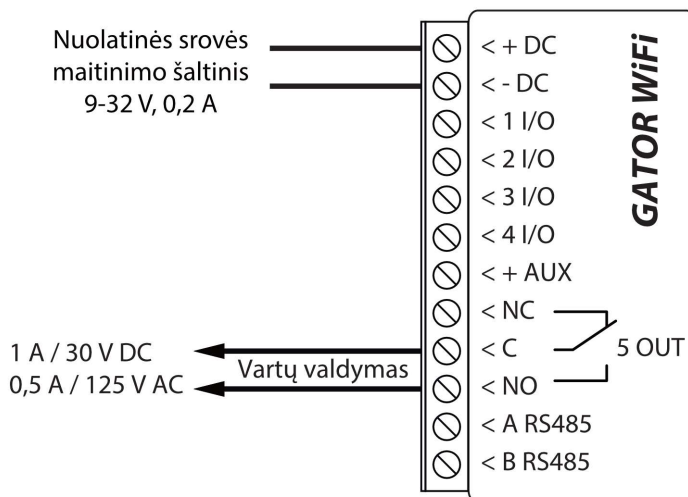 Nuolatinės srovės
maitinimo šaltinis
9-32 V, 0,2 A
< + DC
< - DC
< 1 I/O
< 2 I/O
< 3 I/O
< 4 I/O
< + AUX
< NC
< C
< NO
< A RS485
< B RS485
5 OUT
GATOR WiFi
1 A / 30 V DC
0,5 A / 125 V AC
Vartų valdymas